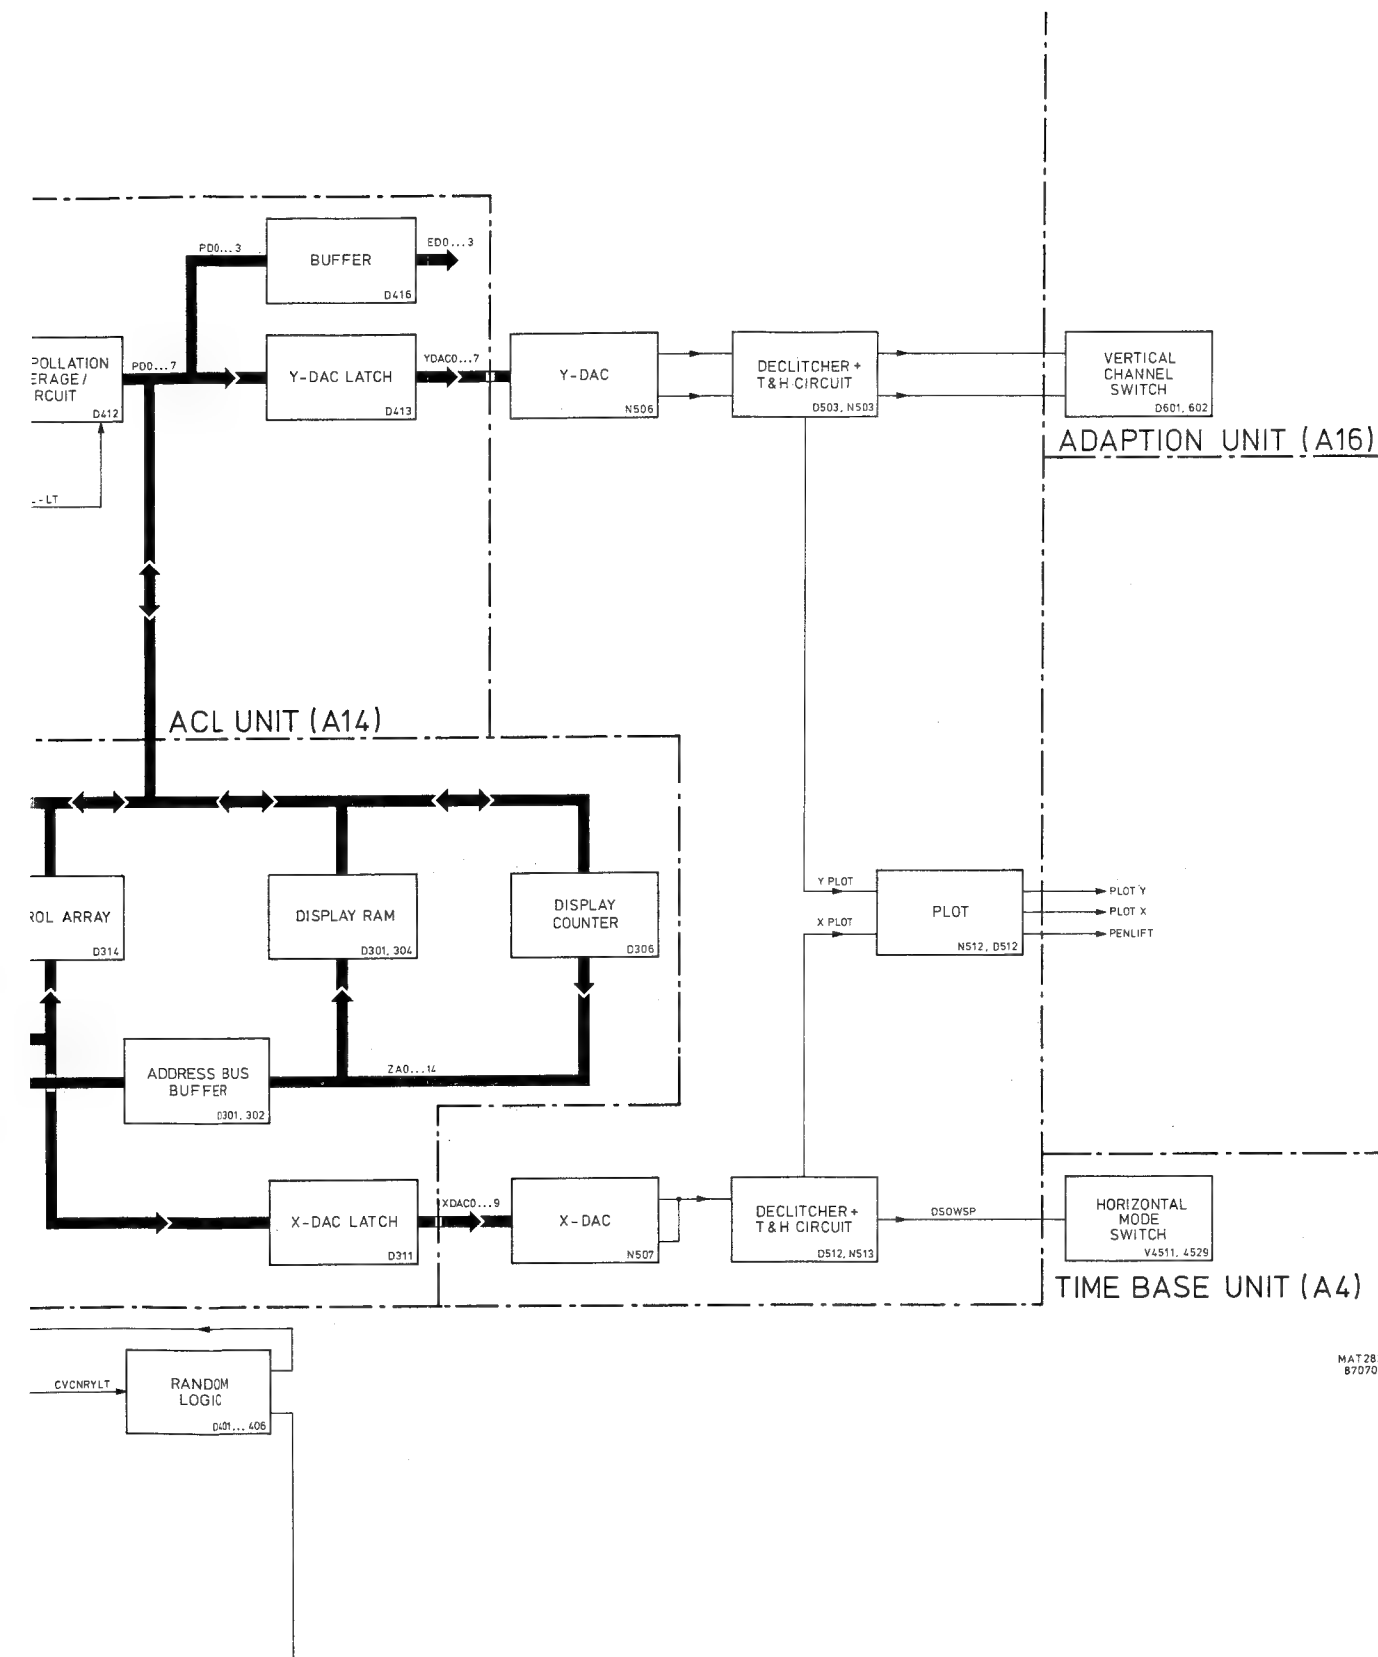 PD0...3
ED0...3
BUFFER
D416
POLLATION
ERAGE/
RCUIT
D412
PD0...7
Y-DAC LATCH
D413
YDAC0...7
Y-DAC
N506
DECLITCHER +
T&H CIRCUIT
D503, N503
VERTICAL
CHANNEL
SWITCH
D601, 602
ADAPTION UNIT (A16)
-LT
ACL UNIT (A14)
ROL ARRAY
D314
DISPLAY RAM
D301, 304
DISPLAY
COUNTER
D306
Y PLOT
X PLOT
PLOT
N512, D512
PLOT Y
PLOT X
PENLIFT
ADDRESS BUS
BUFFER
D301, 302
ZA0...14
X-DAC LATCH
D311
XDAC0...9
X-DAC
N507
DECLITCHER +
T&H CIRCUIT
D512, N513
DSOWSP
HORIZONTAL
MODE
SWITCH
V4511, 4529
TIME BASE UNIT (A4)
MAT28
87070
CVCNRYLT
RANDOM
LOGIC
D401... 406